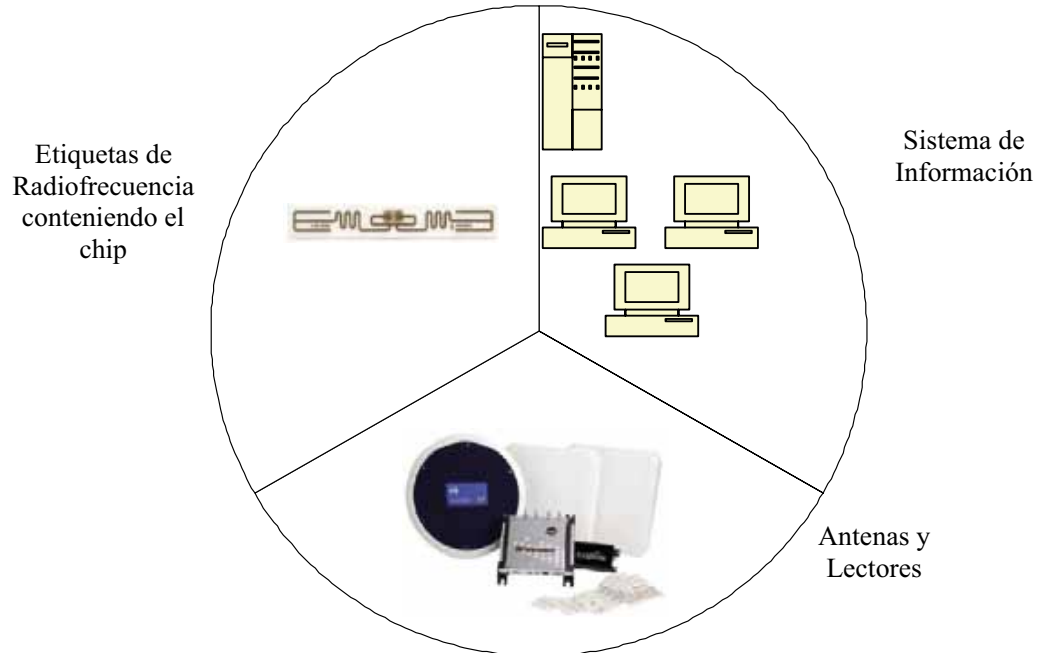 Etiquetas de
Radiofrecuencia
conteniendo el
chip
Sistema de
Información
Antenas y
Lectores